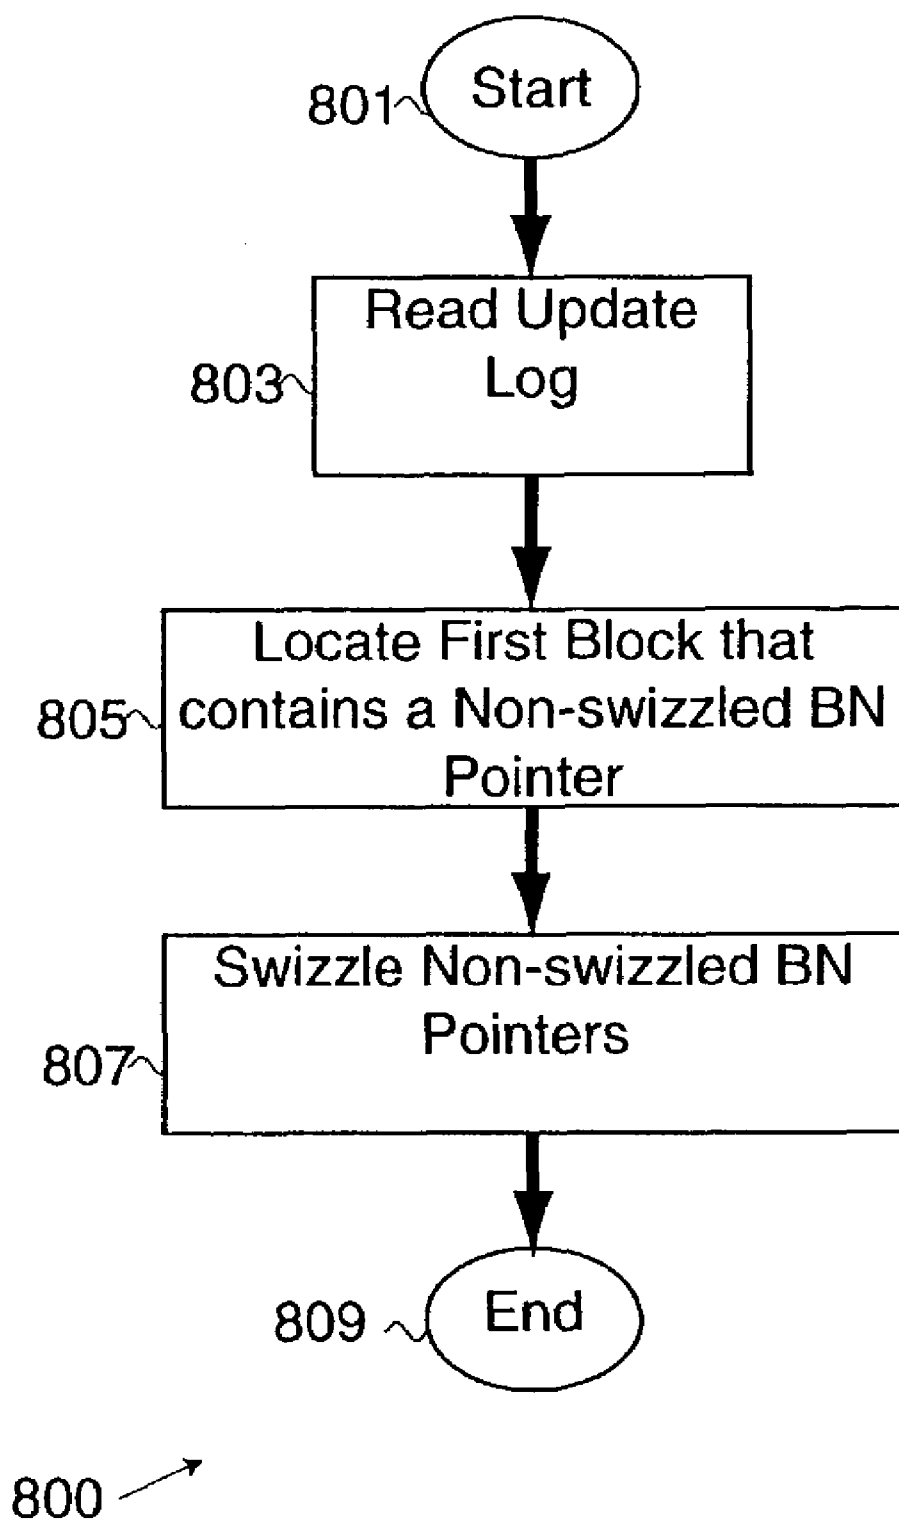 Start
801
Read Update
Log
803
Locate First Block that
contains a Non-swizzled BN
Pointer
805
Swizzle Non-swizzled BN
Pointers
807
End
809
800